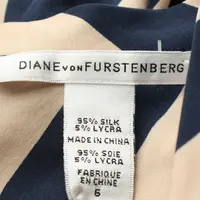 DIANE VON FURSTENBERG
95% SILK
5% LYCRA
MADE IN CHINA
95% SOIE
5% LYCRA
FABRIQUE
EN CHINE
6